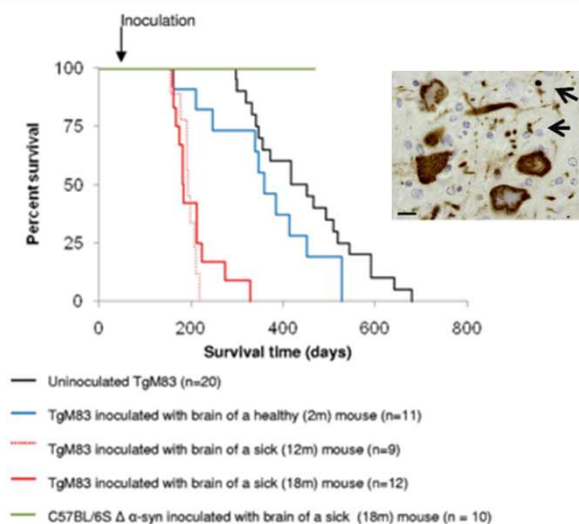 Inoculation
100
75
50
25
0
Percent survival
0 200 400 600 800
Survival time (days)
Uninoculated TgM83 (n=20)
TgM83 inoculated with brain of a healthy (2m) mouse (n=11)
TgM83 inoculated with brain of a sick (12m) mouse (n=9)
TgM83 inoculated with brain of a sick (18m) mouse (n=12)
C57BL/6S Δ α-syn inoculated with brain of a sick (18m) mouse (n = 10)